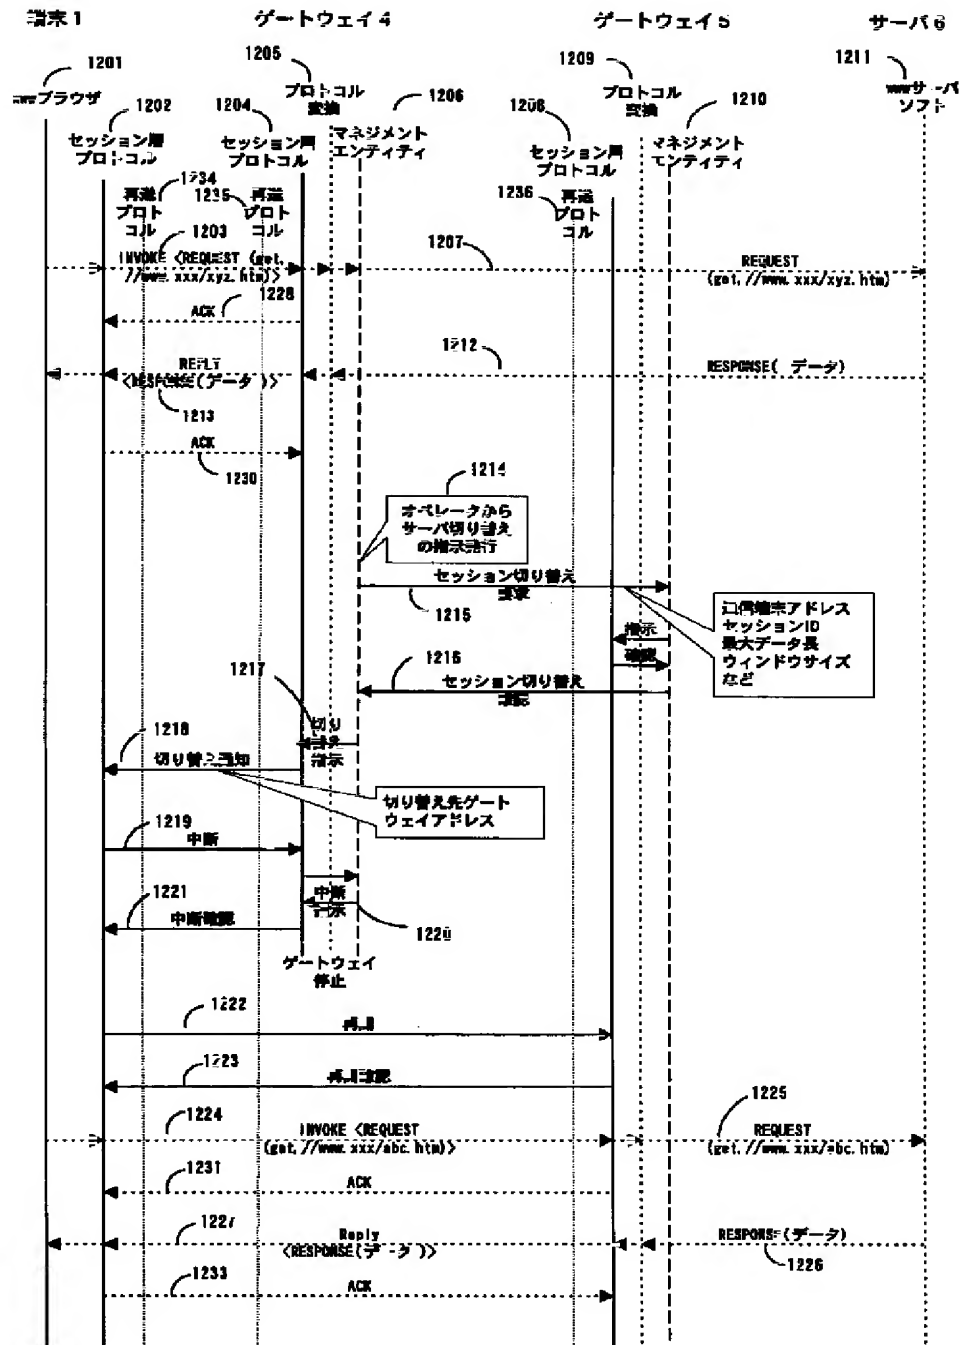 端末1
ゲートウェイ4
ゲートウェイ5
サーバ6
1201
1205
1209
1211
wwwブラウザ
プロトコル
変換
1206
プロトコル
変換
1210
wwwサーバ
ソフト
1202
1204
1208
セッション層
プロトコル
セッション層
プロトコル
マネジメント
エンティティ
セッション層
プロトコル
マネジメント
エンティティ
1234
1235
1236
再送
プロト
コル
再送
プロト
コル
再送
プロト
コル
1203
1207
INVOKE <REQUEST (get,
//www.xxx/xyz.htm)>
REQUEST
(get,//www.xxx/xyz.htm)
1228
ACK
1212
REPLY
<RESPONSE(データ)>
RESPONSE( データ)
1213
ACK
1230
1214
オペレータから
サーバ切り替え
の指示発行
セッション切り替え
要求
1215
通信端末アドレス
セッションID
最大データ長
ウィンドウサイズ
など
指示
確認
1216
セッション切り替え
確認
1217
切り
替え
指示
1218
切り替え通知
切り替え先ゲート
ウェイアドレス
1219
中断
中断
指示
1220
1221
中断確認
ゲートウェイ
停止
1222
再開
1223
再開確認
1224
INVOKE <REQUEST
(get,//www.xxx/abc.htm)>
1225
REQUEST
(get,//www.xxx/abc.htm)
1231
ACK
1227
Reply
<RESPONSE(データ)>
RESPONSE(データ)
1226
1233
ACK